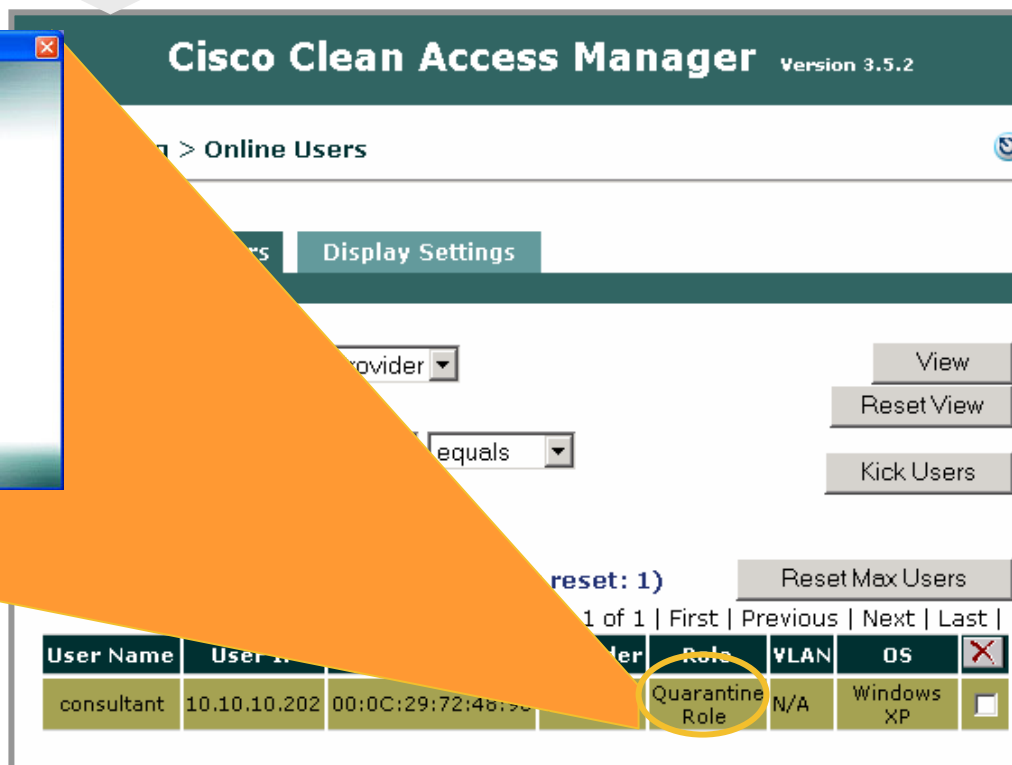 Cisco Clean Access Manager Version 3.5.2
> Online Users
Display Settings
View
Reset View
equals
Kick Users
reset: 1)
Reset Max Users
1 of 1 | First | Previous | Next | Last |
User Name User Role VLAN OS
consultant 10.10.10.202 Quarantine Role N/A Windows XP